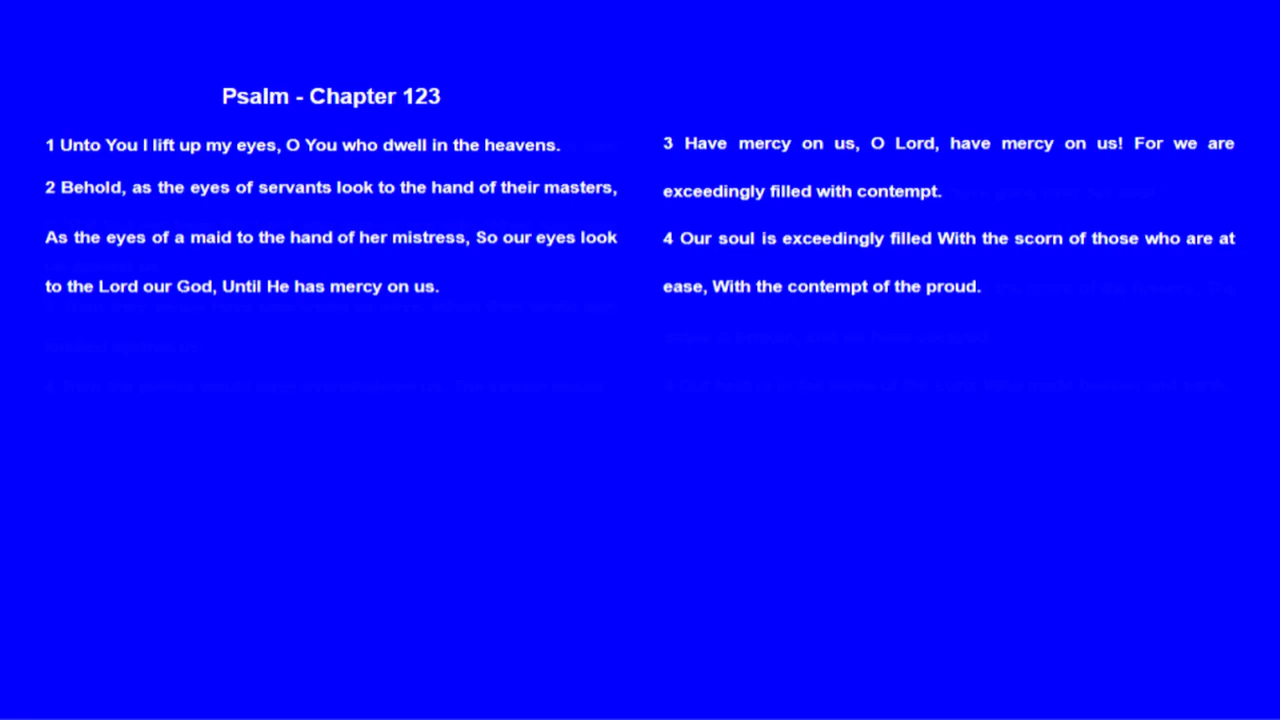 Psalm - Chapter 123
1 Unto You I lift up my eyes, O You who dwell in the heavens.
2 Behold, as the eyes of servants look to the hand of their masters,
As the eyes of a maid to the hand of her mistress, So our eyes look
to the Lord our God, Until He has mercy on us.
3 Have mercy on us, O Lord, have mercy on us! For we are
exceedingly filled with contempt.
4 Our soul is exceedingly filled With the scorn of those who are at
ease, With the contempt of the proud.